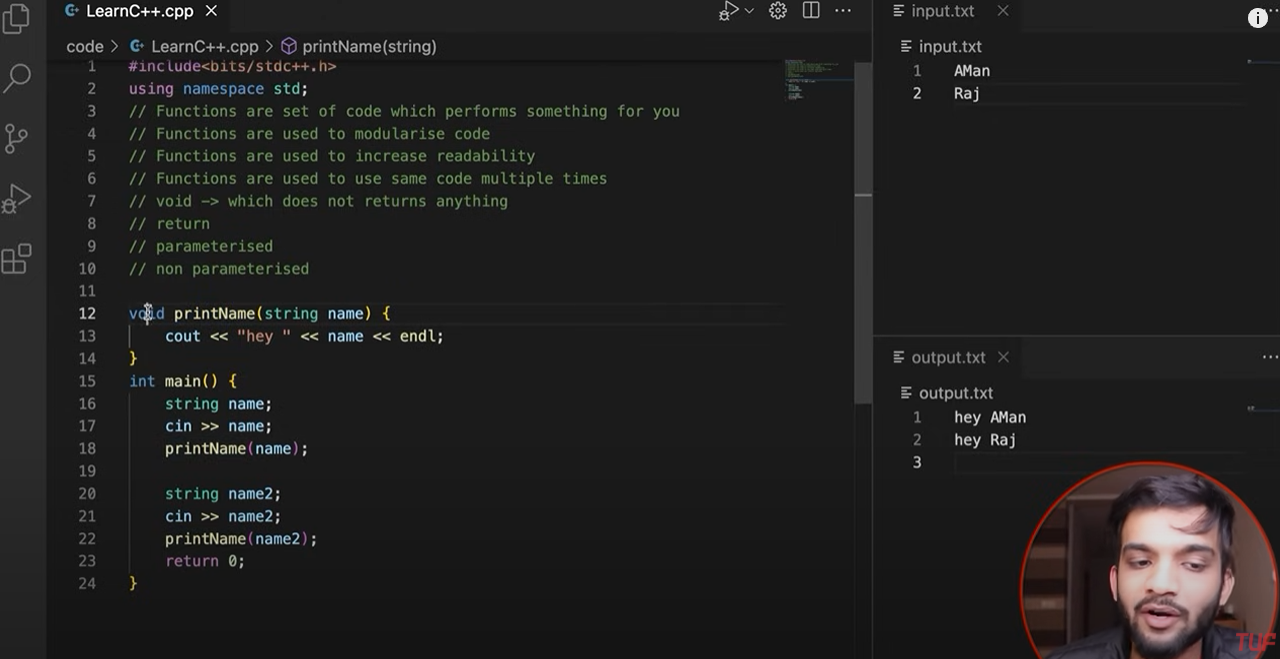 LearnC++.cpp
code > LearnC++.cpp > printName(string)
1 #include<bits/stdc++.h>
2 using namespace std;
3 // Functions are set of code which performs something for you
4 // Functions are used to modularise code
5 // Functions are used to increase readability
6 // Functions are used to use same code multiple times
7 // void -> which does not returns anything
8 // return
9 // parameterised
10 // non parameterised
11
12 void printName(string name) {
13 cout << "hey " << name << endl;
14 }
15 int main() {
16 string name;
17 cin >> name;
18 printName(name);
19
20 string name2;
21 cin >> name2;
22 printName(name2);
23 return 0;
24 }
input.txt
input.txt
1 AMan
2 Raj
output.txt
output.txt
1 hey AMan
2 hey Raj
3
TUF